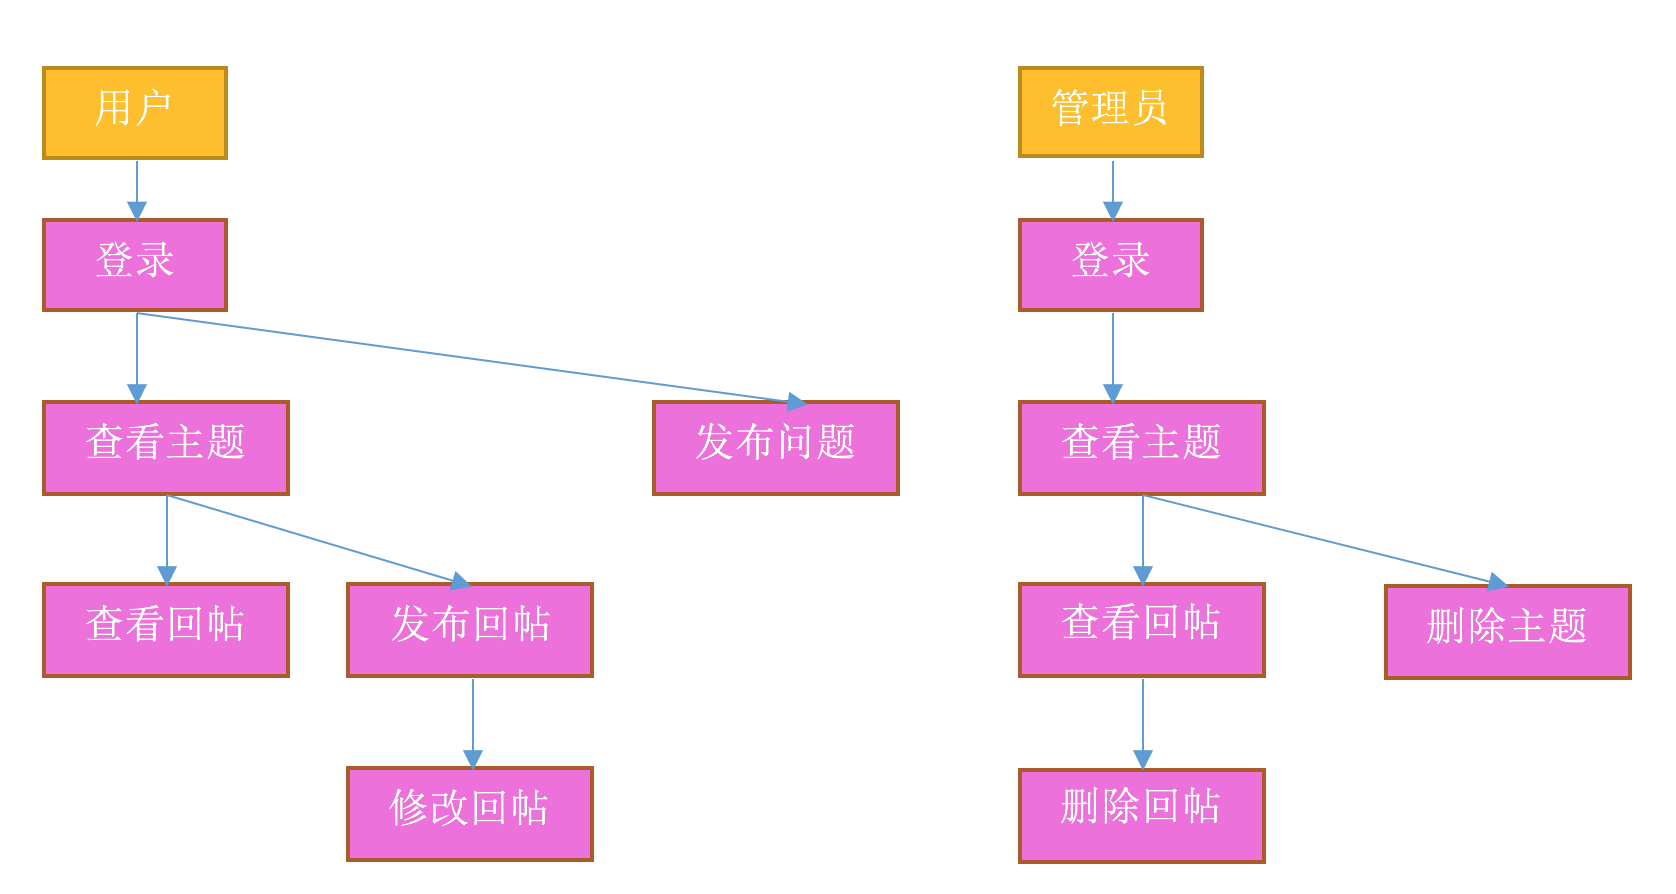 用户
管理员
登录
登录
查看主题
发布问题
查看主题
查看回帖
发布回帖
查看回帖
删除主题
修改回帖
删除回帖